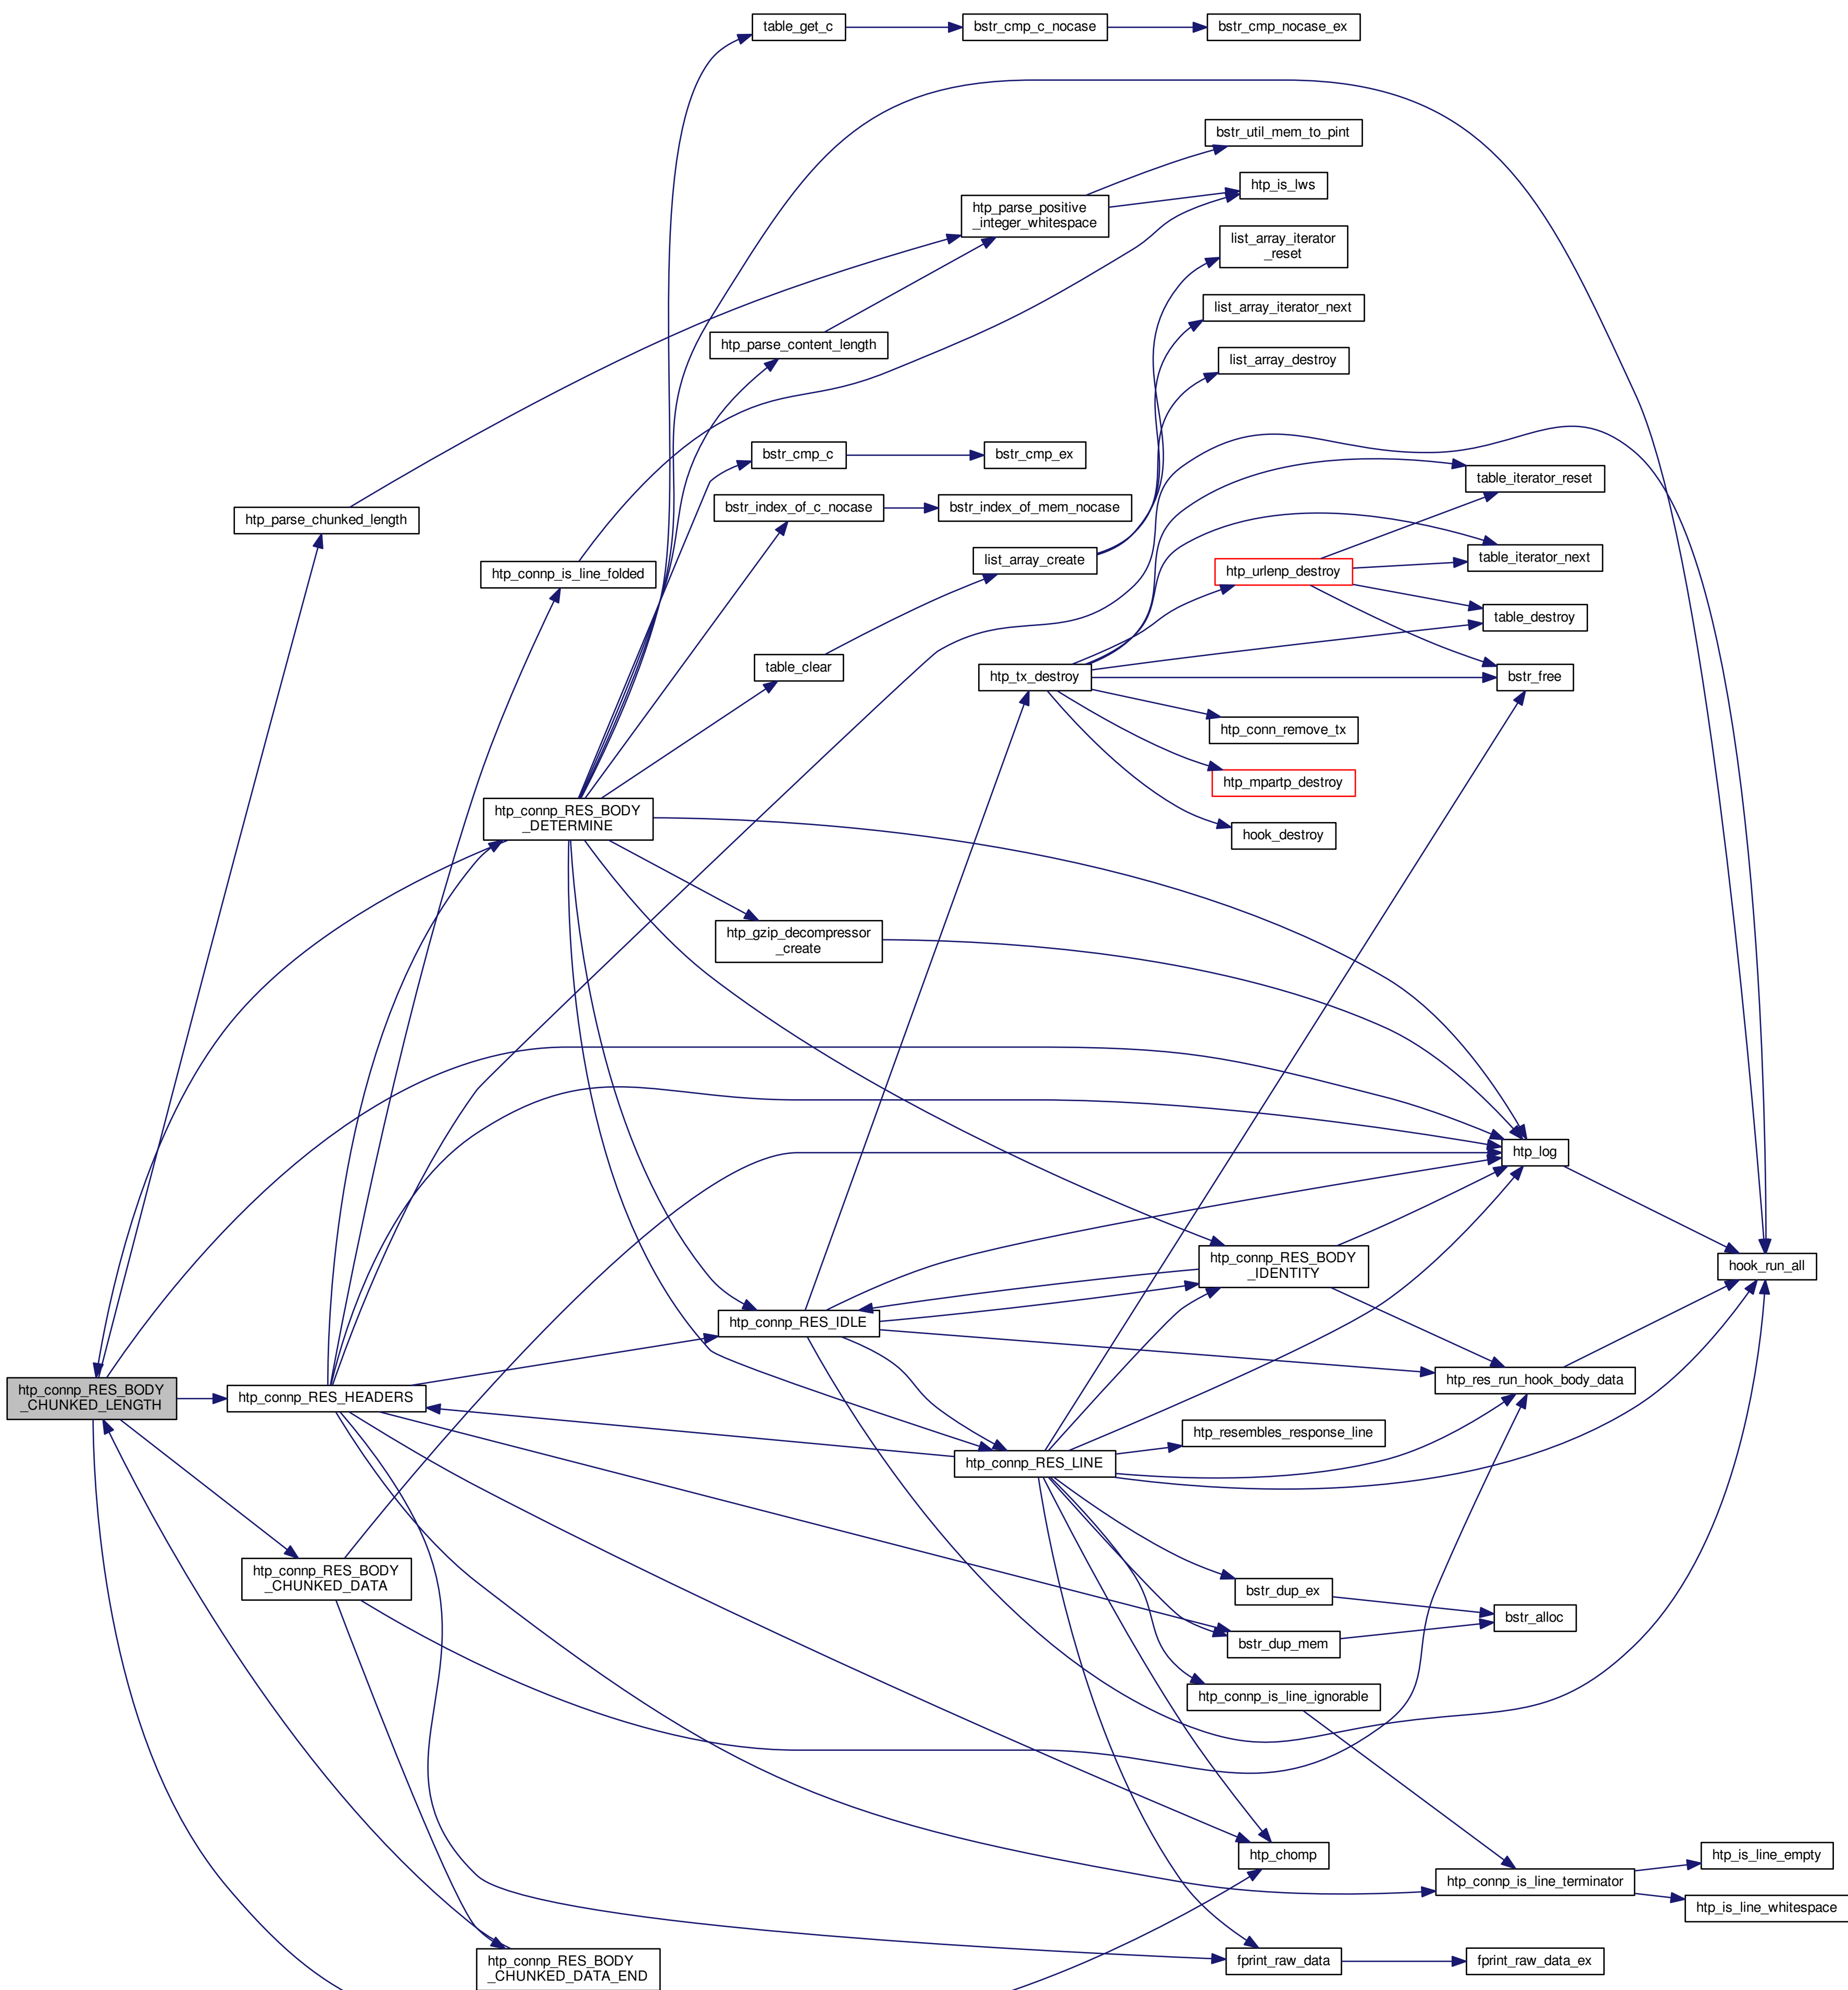 table_get_c
bstr_cmp_c_nocase
bstr_cmp_nocase_ex
bstr_util_mem_to_pint
htp_is_lws
htp_parse_positive
_integer_whitespace
list_array_iterator
_reset
list_array_iterator_next
htp_parse_content_length
list_array_destroy
bstr_cmp_c
bstr_cmp_ex
table_iterator_reset
bstr_index_of_c_nocase
bstr_index_of_mem_nocase
htp_parse_chunked_length
list_array_create
table_iterator_next
htp_connp_is_line_folded
htp_urlenp_destroy
table_destroy
table_clear
htp_tx_destroy
bstr_free
htp_conn_remove_tx
htp_mpartp_destroy
htp_connp_RES_BODY
_DETERMINE
hook_destroy
htp_gzip_decompressor
_create
htp_log
htp_connp_RES_BODY
_IDENTITY
hook_run_all
htp_connp_RES_IDLE
htp_res_run_hook_body_data
htp_connp_RES_BODY
_CHUNKED_LENGTH
htp_connp_RES_HEADERS
htp_resembles_response_line
htp_connp_RES_LINE
htp_connp_RES_BODY
_CHUNKED_DATA
bstr_dup_ex
bstr_alloc
bstr_dup_mem
htp_connp_is_line_ignorable
htp_chomp
htp_is_line_empty
htp_connp_is_line_terminator
htp_is_line_whitespace
htp_connp_RES_BODY
_CHUNKED_DATA_END
fprint_raw_data
fprint_raw_data_ex